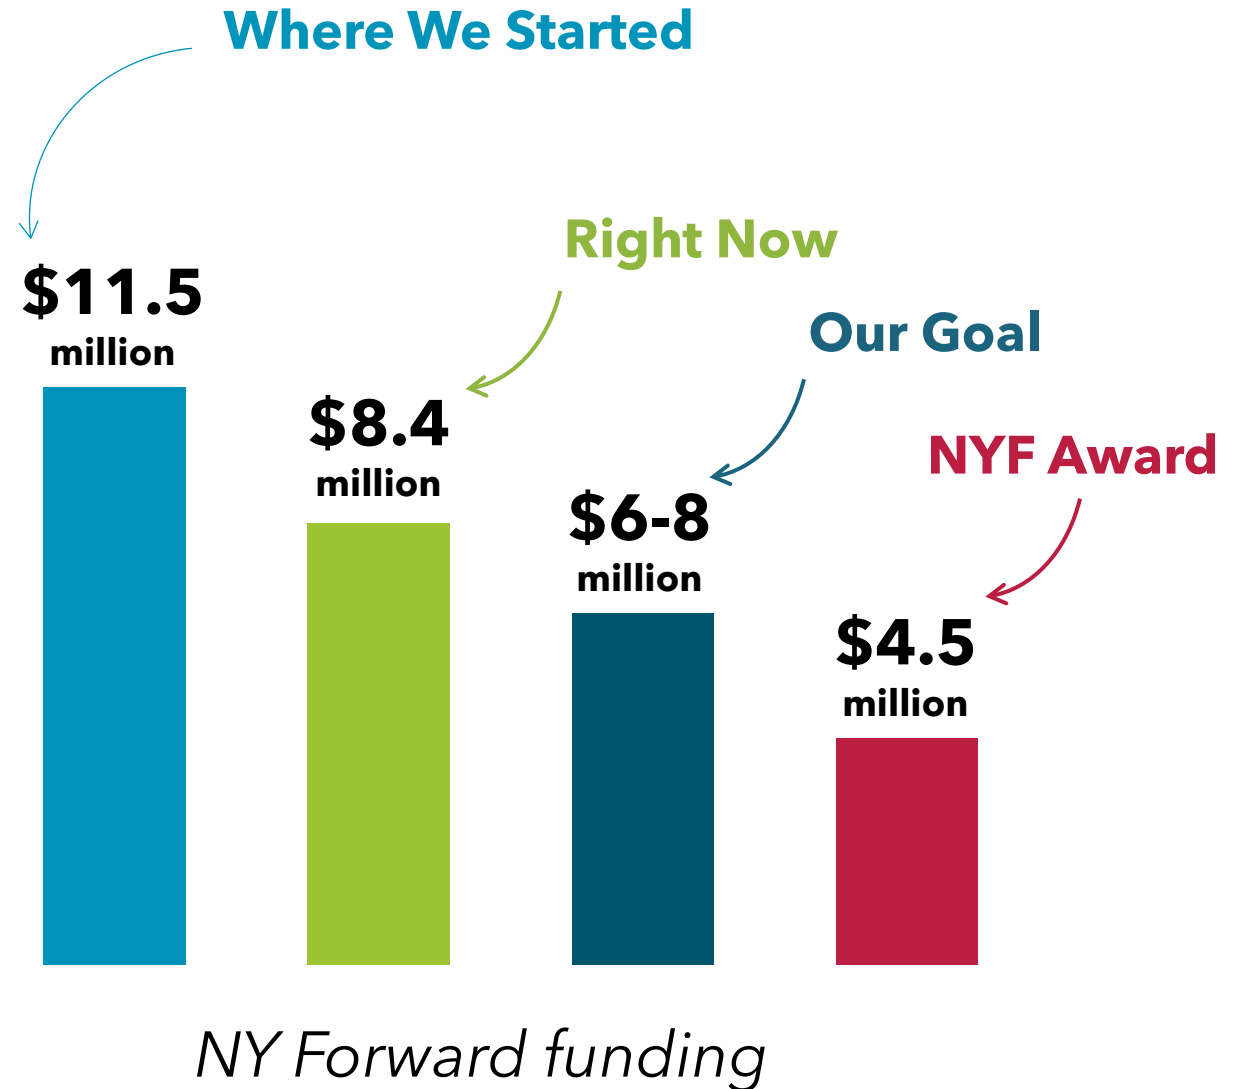 Where We Started
$11.5
million
Right Now
$8.4
million
Our Goal
$6-8
million
NYF Award
$4.5
million
NY Forward funding